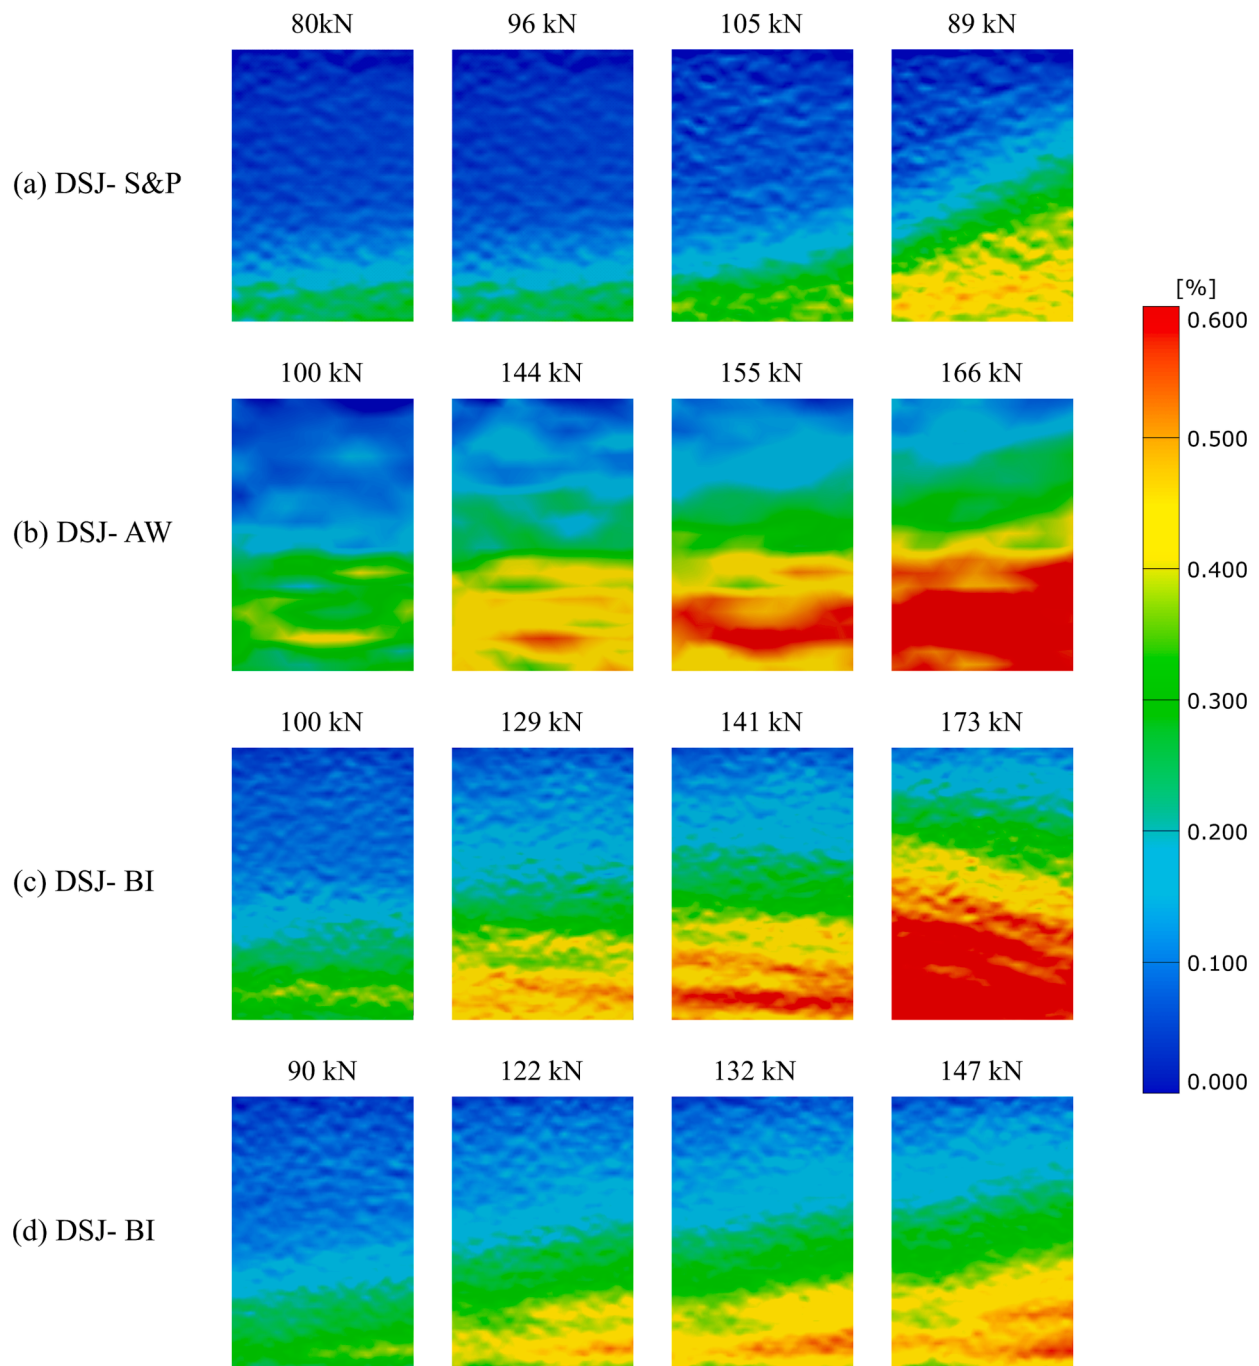 80kN 96 kN 105 kN 89 kN
(a) DSJ- S&P
[%]
0.600
100 kN 144 kN 155 kN 166 kN
0.500
(b) DSJ- AW
0.400
0.300
100 kN 129 kN 141 kN 173 kN
0.200
(c) DSJ- BI
0.100
90 kN 122 kN 132 kN 147 kN
0.000
(d) DSJ- BI